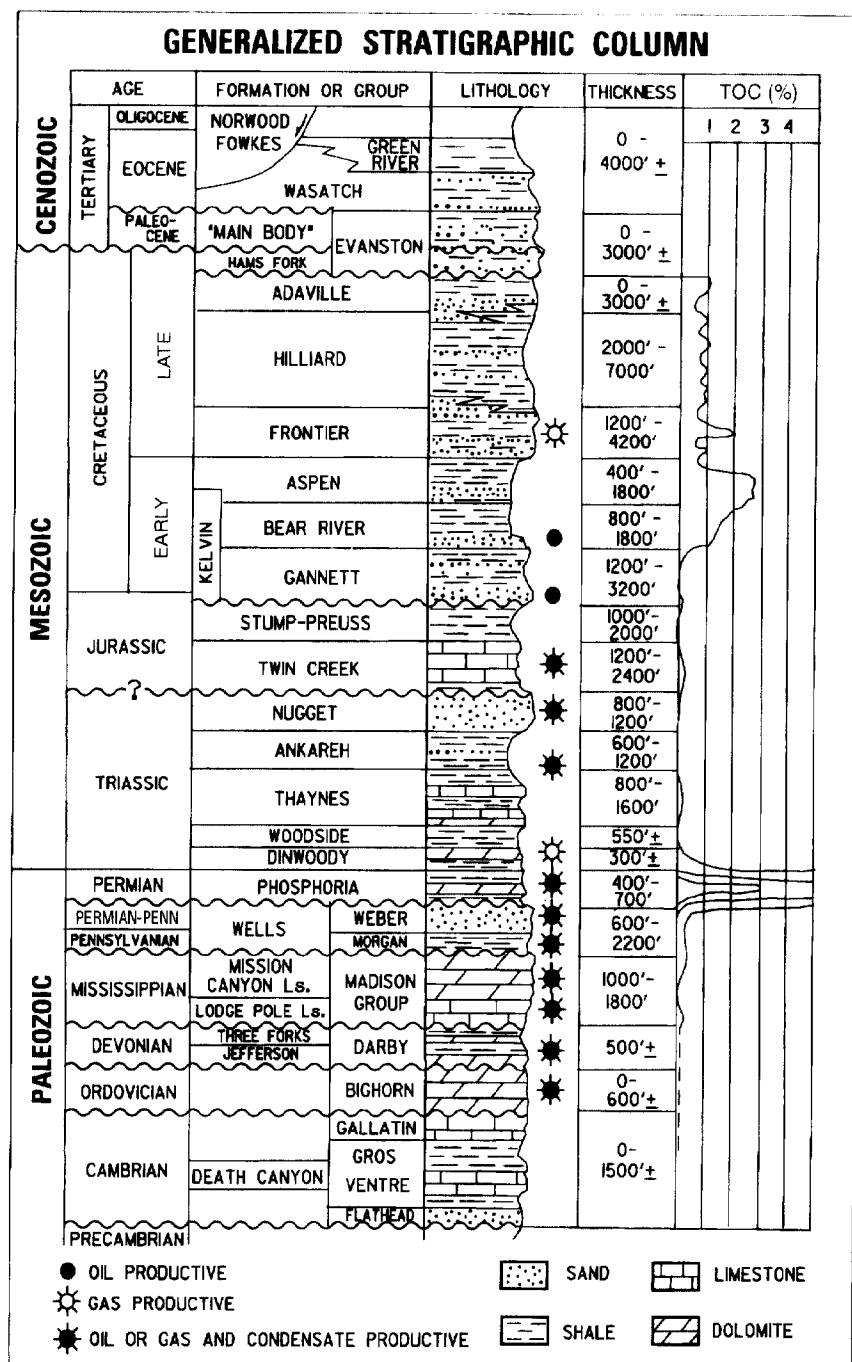 GENERALIZED STRATIGRAPHIC COLUMN
AGE FORMATION OR GROUP LITHOLOGY THICKNESS TOC (%)
1 2 3 4
CENOZOIC
TERTIARY
OLIGOCENE
EOCENE
PALEO-
CENE
NORWOOD
FOWKES
GREEN
RIVER
WASATCH
"MAIN BODY"
EVANSTON
HAMS FORK
0 -
4000' ±
0 -
3000' ±
MESOZOIC
CRETACEOUS
LATE
EARLY
ADAVILLE
0 -
3000' ±
HILLIARD
2000' -
7000'
FRONTIER
1200' -
4200'
ASPEN
400' -
1800'
KELVIN
BEAR RIVER
800' -
1800'
GANNETT
1200' -
3200'
JURASSIC
STUMP-PREUSS
1000'-
2000'
TWIN CREEK
1200'-
2400'
?
TRIASSIC
NUGGET
800'-
1200'
ANKAREH
600'-
1200'
THAYNES
800'-
1600'
WOODSIDE
550'±
DINWOODY
300'±
PALEOZOIC
PERMIAN
PHOSPHORIA
400'-
700'
PERMIAN-PENN
PENNSYLVANIAN
WELLS
WEBER
MORGAN
600'-
2200'
MISSISSIPPIAN
MISSION
CANYON Ls.
LODGE POLE Ls.
MADISON
GROUP
1000'-
1800'
DEVONIAN
THREE FORKS
JEFFERSON
DARBY
500'±
ORDOVICIAN
BIGHORN
0-
600'±
CAMBRIAN
DEATH CANYON
GALLATIN
GROS
VENTRE
FLATHEAD
0-
1500'±
PRECAMBRIAN
OIL PRODUCTIVE
GAS PRODUCTIVE
OIL OR GAS AND CONDENSATE PRODUCTIVE
SAND
LIMESTONE
SHALE
DOLOMITE